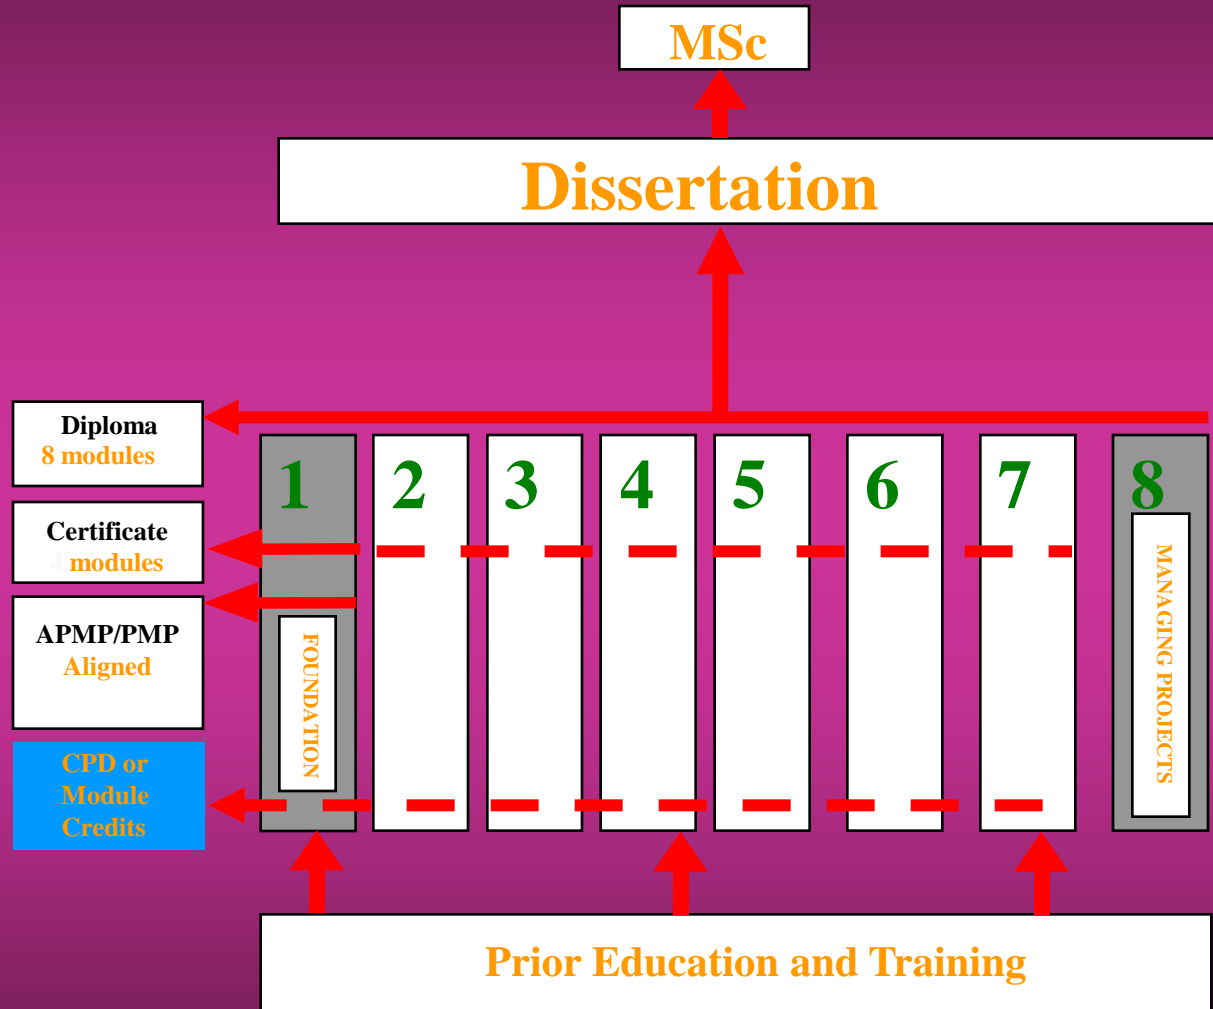 MSc
Dissertation
Diploma
8 modules
Certificate
4 modules
APMP/PMP
Aligned
CPD or
Module
Credits
1
2
3
4
5
6
7
8
FOUNDATION
MANAGING PROJECTS
Prior Education and Training